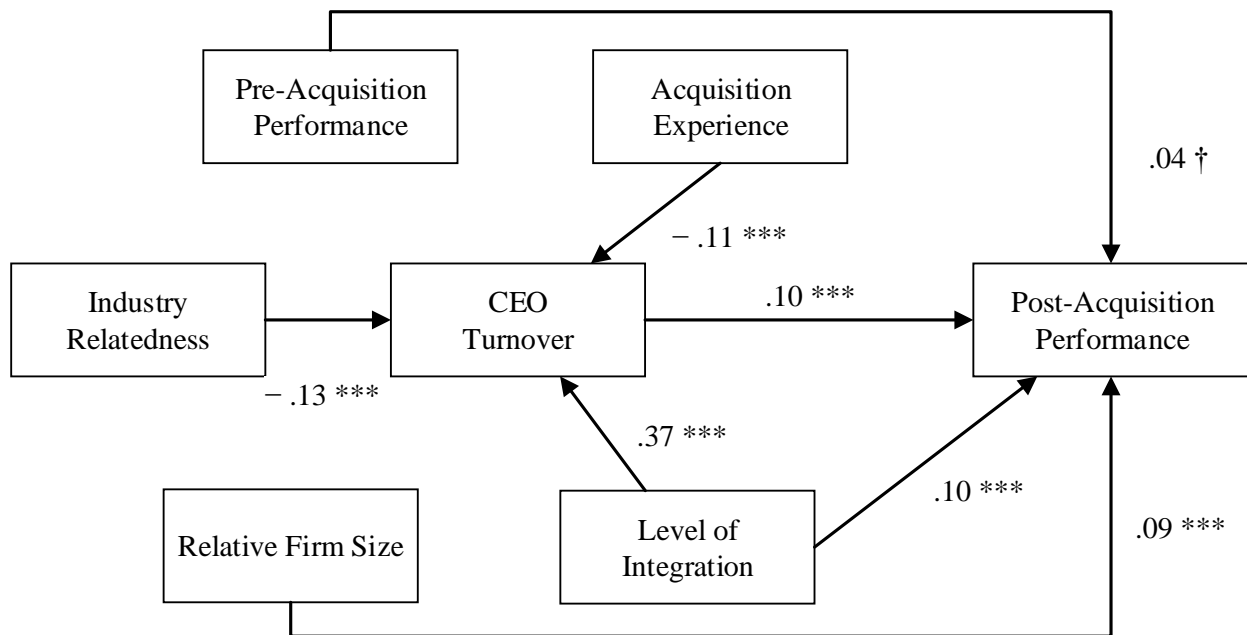 Pre-Acquisition
Performance
Acquisition
Experience
.04 †
− .11 ***
Industry
Relatedness
CEO
Turnover
.10 ***
Post-Acquisition
Performance
− .13 ***
.37 ***
.10 ***
.09 ***
Relative Firm Size
Level of
Integration